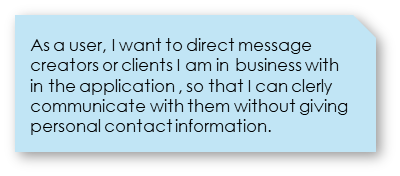 As a user, I want to direct message
creators or clients I am in business with
in the application , so that I can clerly
communicate with them without giving
personal contact information.